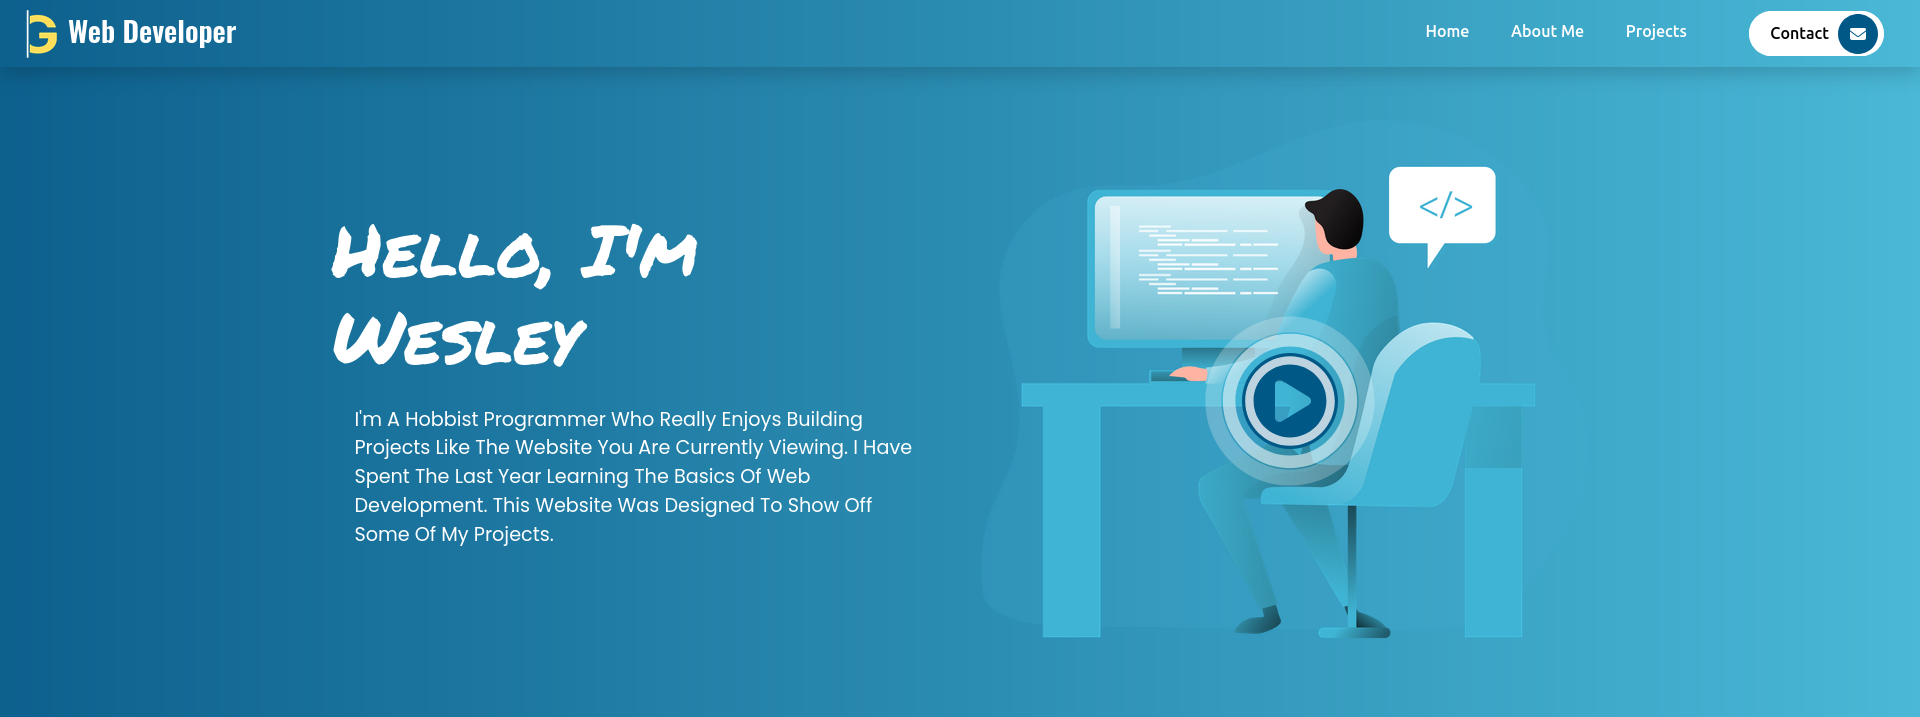 G Web Developer
Home
About Me
Projects
Contact
</>
Hello, I'm
Wesley
I'm A Hobbist Programmer Who Really Enjoys Building
Projects Like The Website You Are Currently Viewing. I Have
Spent The Last Year Learning The Basics Of Web
Development. This Website Was Designed To Show Off
Some Of My Projects.